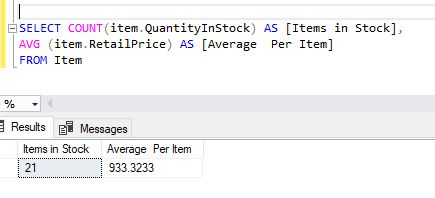 SELECT COUNT(item.QuantityInStock) AS [Items in Stock],
AVG (item.RetailPrice) AS [Average  Per Item]
FROM Item
%
Results Messages
Items in Stock Average  Per Item
21 933.3233